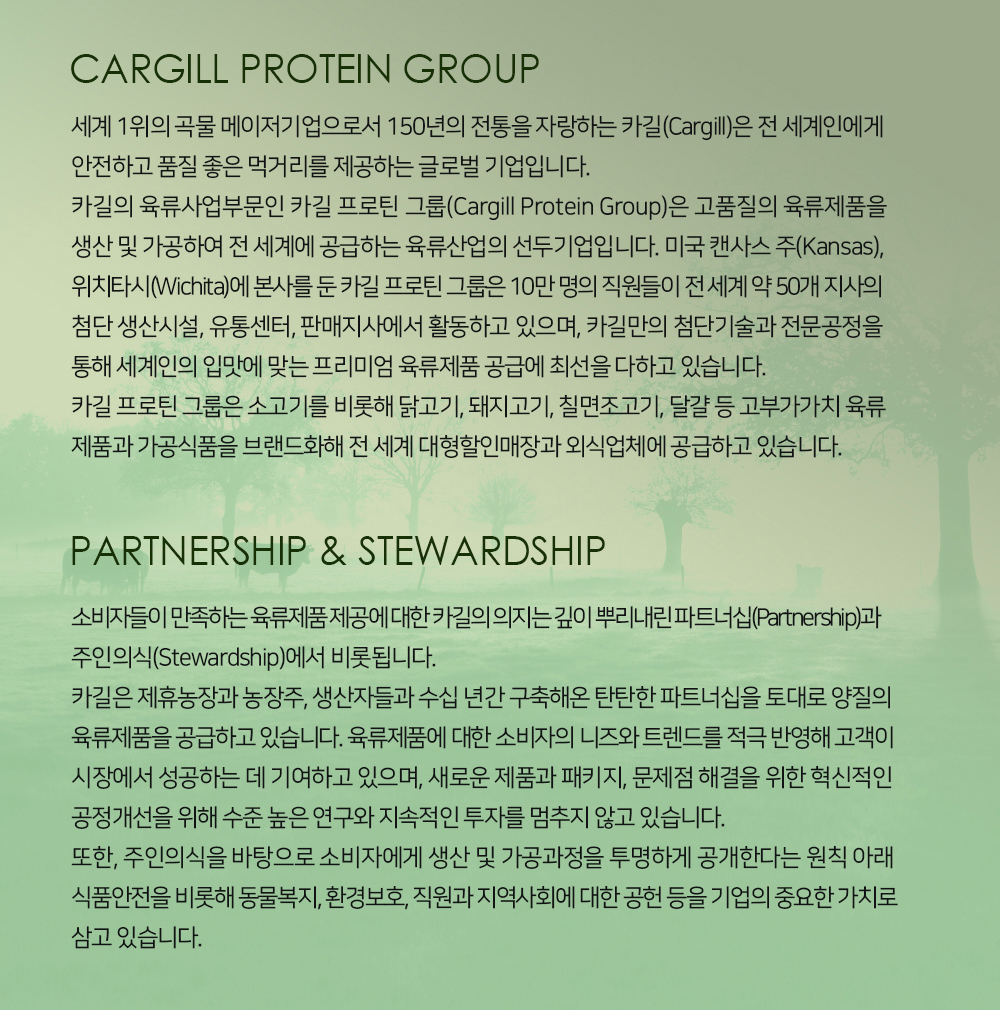 CARGILL PROTEIN GROUP
세계 1위의 곡물 메이저기업으로서 150년의 전통을 자랑하는 카길(Cargill)은 전 세계인에게
안전하고 품질 좋은 먹거리를 제공하는 글로벌 기업입니다.
카길의 육류사업부문인 카길 프로틴 그룹(Cargill Protein Group)은 고품질의 육류제품을
생산 및 가공하여 전 세계에 공급하는 육류산업의 선두기업입니다. 미국 캔사스 주(Kansas),
위치타시(Wichita)에 본사를 둔 카길 프로틴 그룹은 10만 명의 직원들이 전 세계 약 50개 지사의
첨단 생산시설, 유통센터, 판매지사에서 활동하고 있으며, 카길만의 첨단기술과 전문공정을
통해 세계인의 입맛에 맞는 프리미엄 육류제품 공급에 최선을 다하고 있습니다.
카길 프로틴 그룹은 소고기를 비롯해 닭고기, 돼지고기, 칠면조고기, 달걀 등 고부가가치 육류
제품과 가공식품을 브랜드화해 전 세계 대형할인매장과 외식업체에 공급하고 있습니다.
PARTNERSHIP & STEWARDSHIP
소비자들이 만족하는 육류제품 제공에 대한 카길의 의지는 깊이 뿌리내린 파트너십(Partnership)과
주인의식(Stewardship)에서 비롯됩니다.
카길은 제휴농장과 농장주, 생산자들과 수십 년간 구축해온 탄탄한 파트너십을 토대로 양질의
육류제품을 공급하고 있습니다. 육류제품에 대한 소비자의 니즈와 트렌드를 적극 반영해 고객이
시장에서 성공하는 데 기여하고 있으며, 새로운 제품과 패키지, 문제점 해결을 위한 혁신적인
공정개선을 위해 수준 높은 연구와 지속적인 투자를 멈추지 않고 있습니다.
또한, 주인의식을 바탕으로 소비자에게 생산 및 가공과정을 투명하게 공개한다는 원칙 아래
식품안전을 비롯해 동물복지, 환경보호, 직원과 지역사회에 대한 공헌 등을 기업의 중요한 가치로
삼고 있습니다.